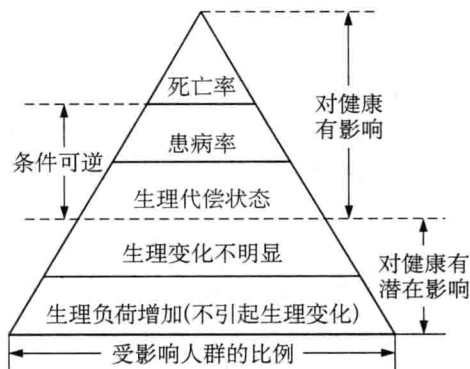 死亡率
对健康
有影响
患病率
条件可逆
生理代偿状态
生理变化不明显
对健康有
潜在影响
生理负荷增加(不引起生理变化)
受影响人群的比例